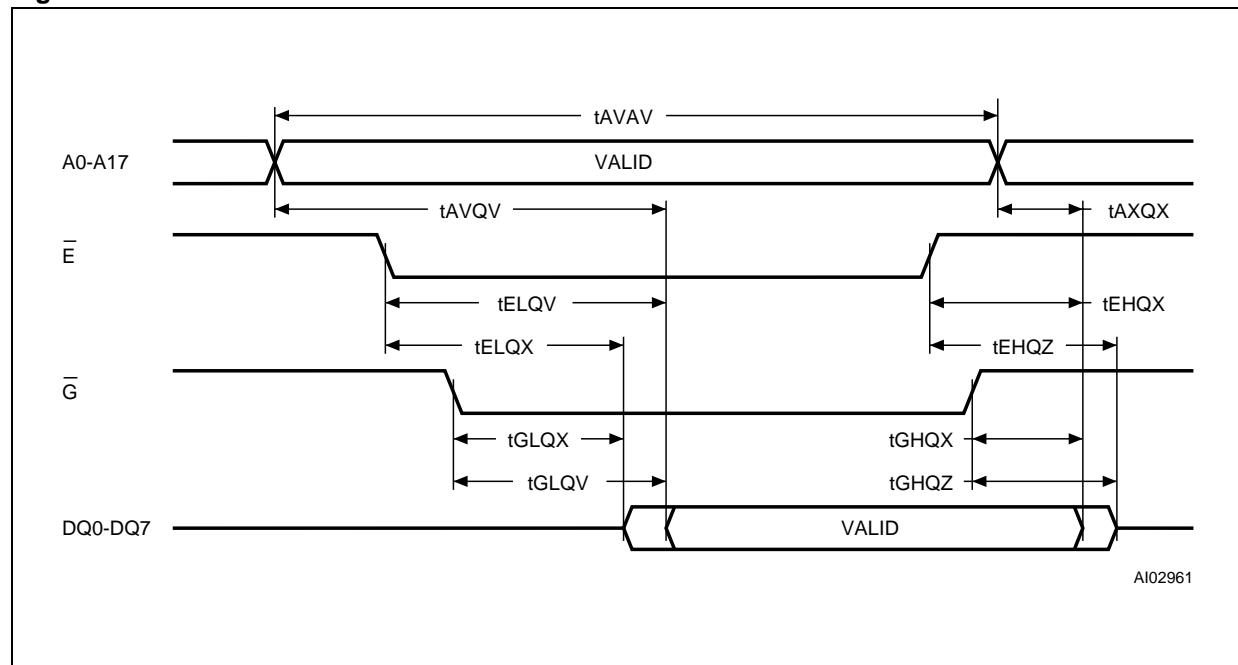 tAVAV
A0-A17 VALID
tAVQV tAXQX
E
tELQV tEHQX
tELQX tEHQZ
G
tGLQX tGHQX
tGLQV tGHQZ
DQ0-DQ7 VALID
AI02961